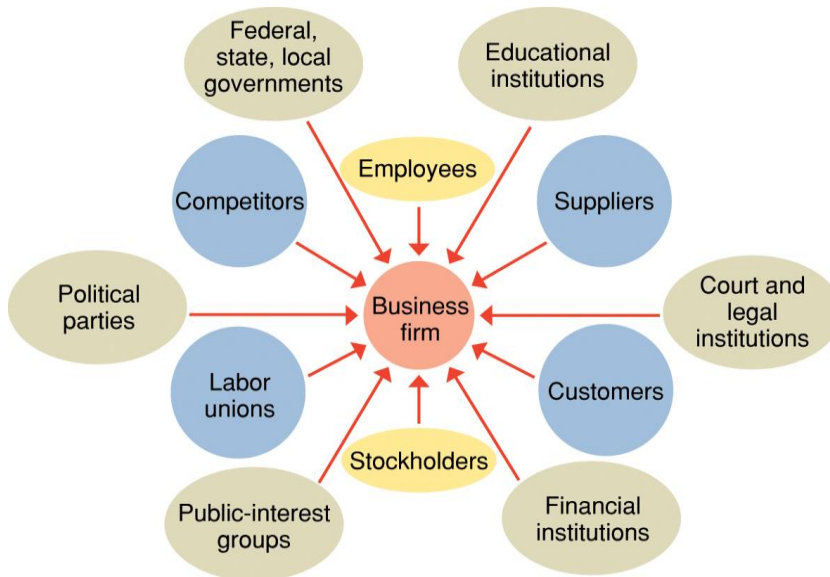 Federal,
state, local
governments
Educational
institutions
Employees
Competitors
Suppliers
Political
parties
Business
firm
Court and
legal
institutions
Labor
unions
Customers
Stockholders
Public-interest
groups
Financial
institutions